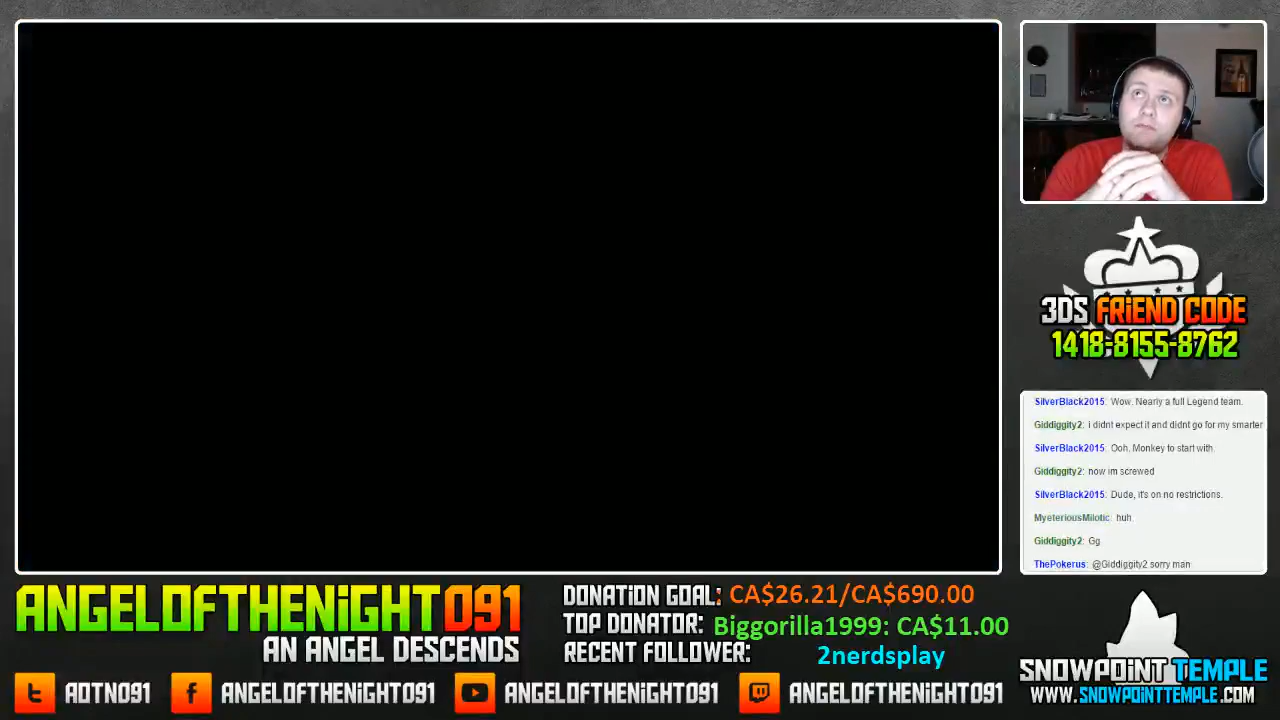 3DS FRiEND CODE
1418-8155-8762
SilverBlack2015: Wow. Nearly a full Legend team.
Giddiggity2: i didnt expect it and didnt go for my smarter
SilverBlack2015: Ooh. Monkey to start with.
Giddiggity2: now im screwed
SilverBlack2015: Dude, it's on no restrictions.
MyeteriousMilotic: huh.
Giddiggity2: Gg
ThePokerus: @Giddiggity2 sorry man
ANGELOFTHENiGHT091
AN ANGEL DESCENDS
DONATiON GOAL: CA$26.21/CA$690.00
TOP DONATOR: Biggorilla1999: CA$11.00
RECENT FOLLOWER: 2nerdsplay
AOTN091
ANGELOFTHENiGHT091
ANGELOFTHENiGHT091
ANGELOFTHENiGHT091
SNOWPOiNT TEMPLE
WWW.SNOWPOiNTTEMPLE.COM